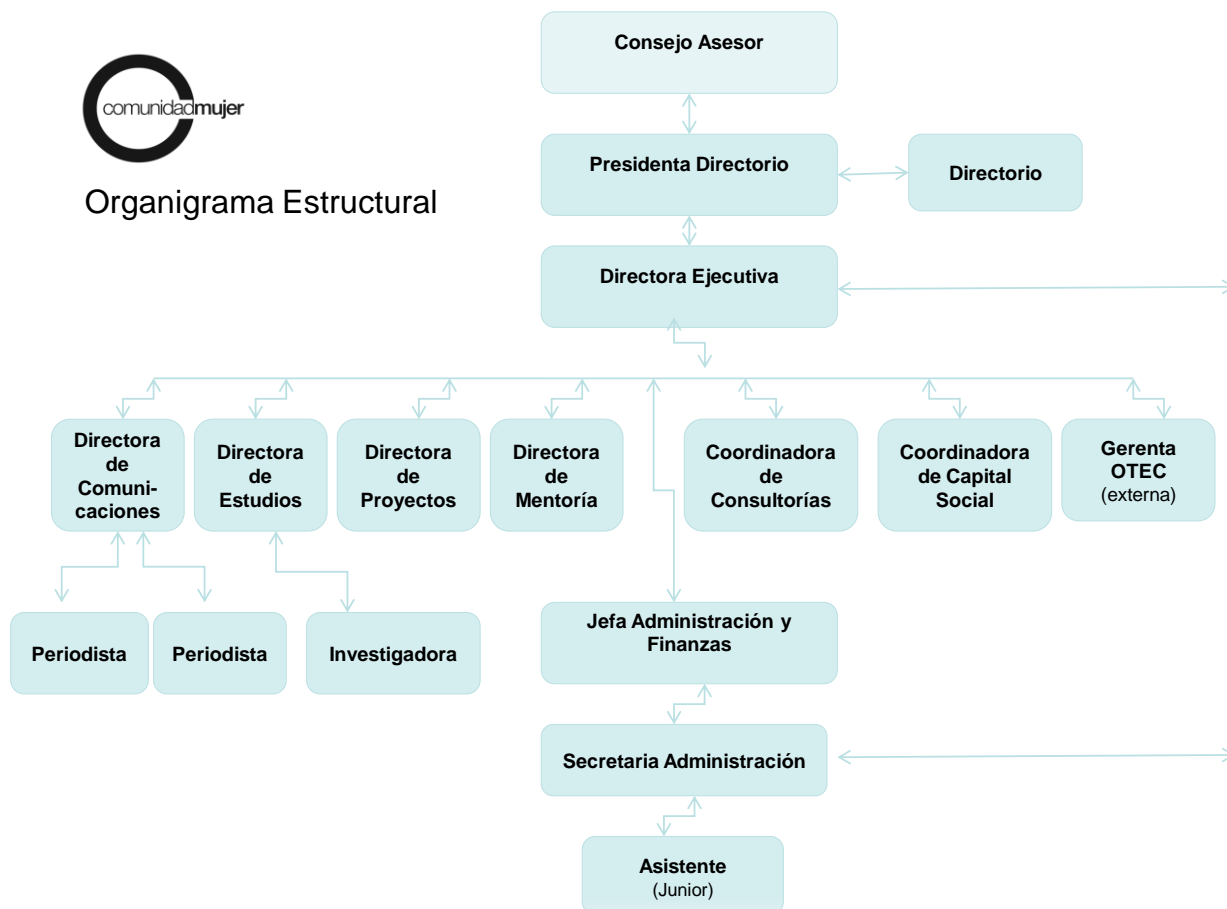 Consejo Asesor
comunidadmujer
Presidenta Directorio
Directorio
Organigrama Estructural
Directora Ejecutiva
Directora
de
Comuni-
caciones
Directora
de
Estudios
Directora
de
Proyectos
Directora
de
Mentoría
Coordinadora
de
Consultorías
Coordinadora
de Capital
Social
Gerenta
OTEC
(externa)
Periodista
Periodista
Investigadora
Jefa Administración y
Finanzas
Secretaria Administración
Asistente
(Junior)